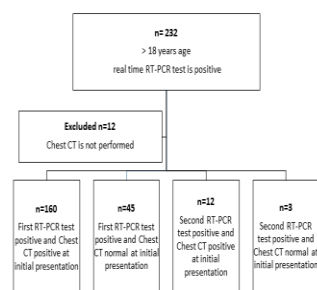 n= 232
> 18 years age
real time RT-PCR test is positive
Excluded n=12
Chest CT is not performed
n=160
First RT-PCR test
positive and Chest
CT positive at
initial presentation
n=45
First RT-PCR test
positive and Chest
CT normal at initial
presentation
n=12
Second RT-PCR
test positive and
Chest CT positive
at initial
presentation
n=3
Second RT-PCR
test positive and
Chest CT normal at
initial presentation